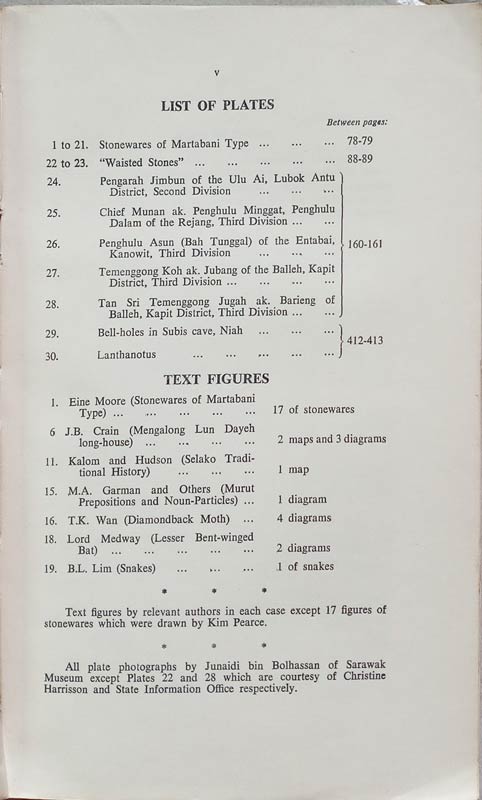 v
LIST OF PLATES
Between pages:
1 to 21. Stonewares of Martabani Type ... ... ... 78-79
22 to 23. "Waisted Stones" ... ... ... ... ... 88-89
24. Pengarah Jimbun of the Ulu Ai, Lubok Antu
District, Second Division ... ... ...
25. Chief Munan ak. Penghulu Minggat, Penghulu
Dalam of the Rejang, Third Division ... ...
26. Penghulu Asun (Bah Tunggal) of the Entabai, 160-161
Kanowit, Third Division ... ... ...
27. Temenggong Koh ak. Jubang of the Balleh, Kapit
District, Third Division ... ... ... ...
28. Tan Sri Temenggong Jugah ak. Barieng of
Balleh, Kapit District, Third Division ... ...
29. Bell-holes in Subis cave, Niah ... ... ... 412-413
30. Lanthanotus ... ... ... ... ...
TEXT FIGURES
1. Eine Moore (Stonewares of Martabani
Type) ... ... ... ... ... 17 of stonewares
6 J.B. Crain (Mengalong Lun Dayeh
long-house) ... ... ... ... 2 maps and 3 diagrams
11. Kalom and Hudson (Selako Tradi-
tional History) ... ... ... 1 map
15. M.A. Garman and Others (Murut
Prepositions and Noun-Particles) ... 1 diagram
16. T.K. Wan (Diamondback Moth) ... 4 diagrams
18. Lord Medway (Lesser Bent-winged
Bat) ... ... ... ... ... 2 diagrams
19. B.L. Lim (Snakes) ... ... ... 1 of snakes
* * *
Text figures by relevant authors in each case except 17 figures of
stonewares which were drawn by Kim Pearce.
* * *
All plate photographs by Junaidi bin Bolhassan of Sarawak
Museum except Plates 22 and 28 which are courtesy of Christine
Harrisson and State Information Office respectively.